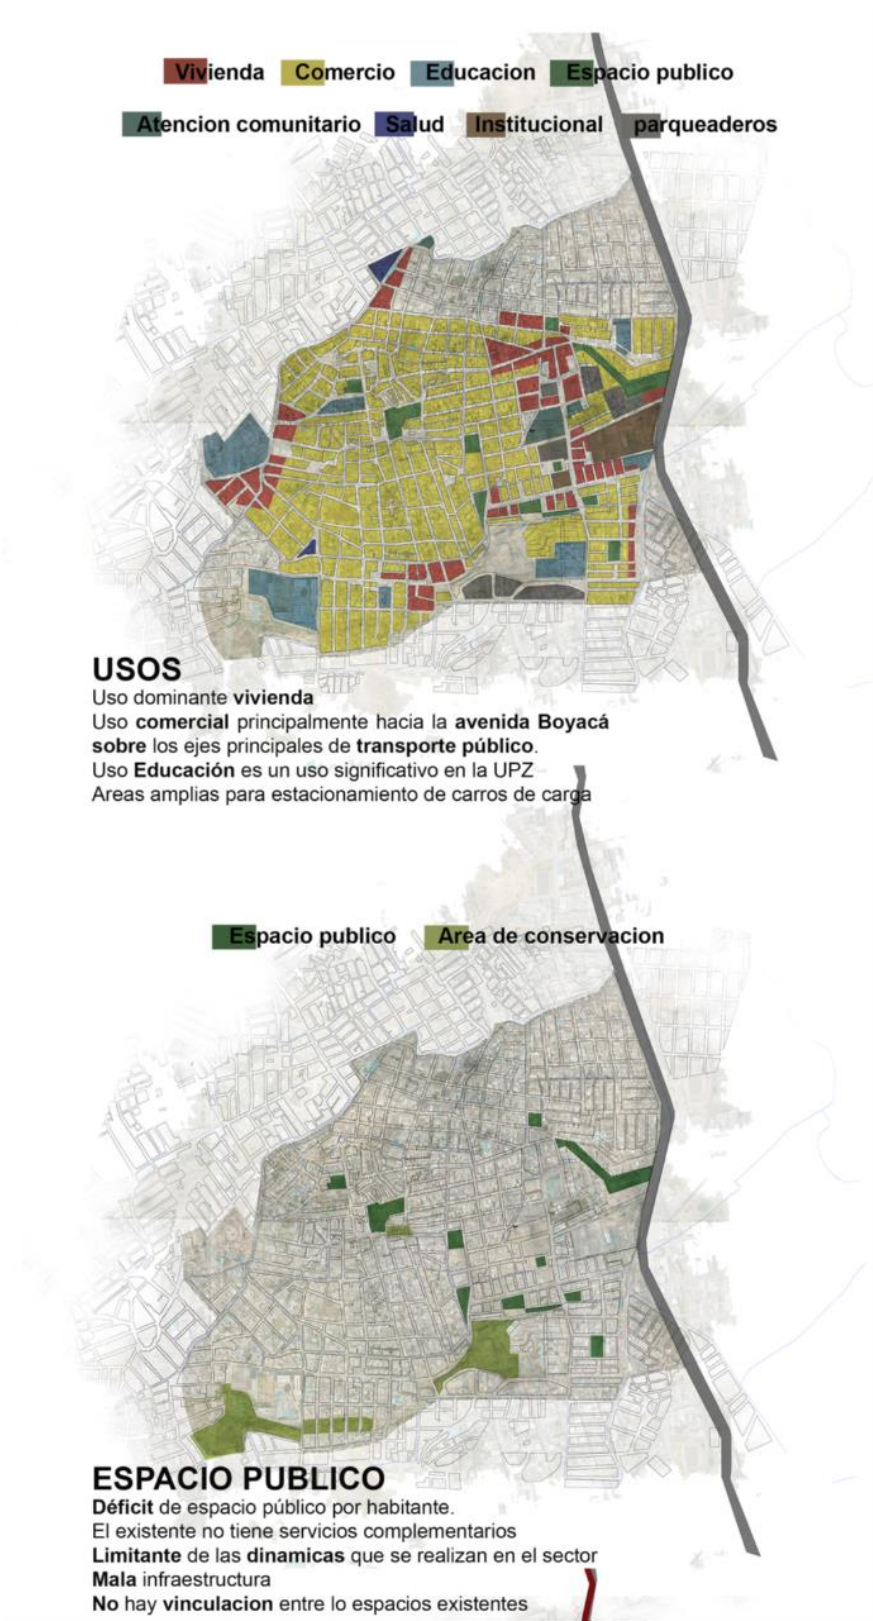 Vivienda Comercio Educacion Espacio publico
Atencion comunitario Salud Institucional parqueaderos
USOS
Uso dominante vivienda
Uso comercial principalmente hacia la avenida Boyacá
sobre los ejes principales de transporte público.
Uso Educación es un uso significativo en la UPZ
Areas amplias para estacionamiento de carros de carga
Espacio publico Area de conservacion
ESPACIO PUBLICO
Déficit de espacio público por habitante.
El existente no tiene servicios complementarios
Limitante de las dinamicas que se realizan en el sector
Mala infraestructura
No hay vinculacion entre lo espacios existentes